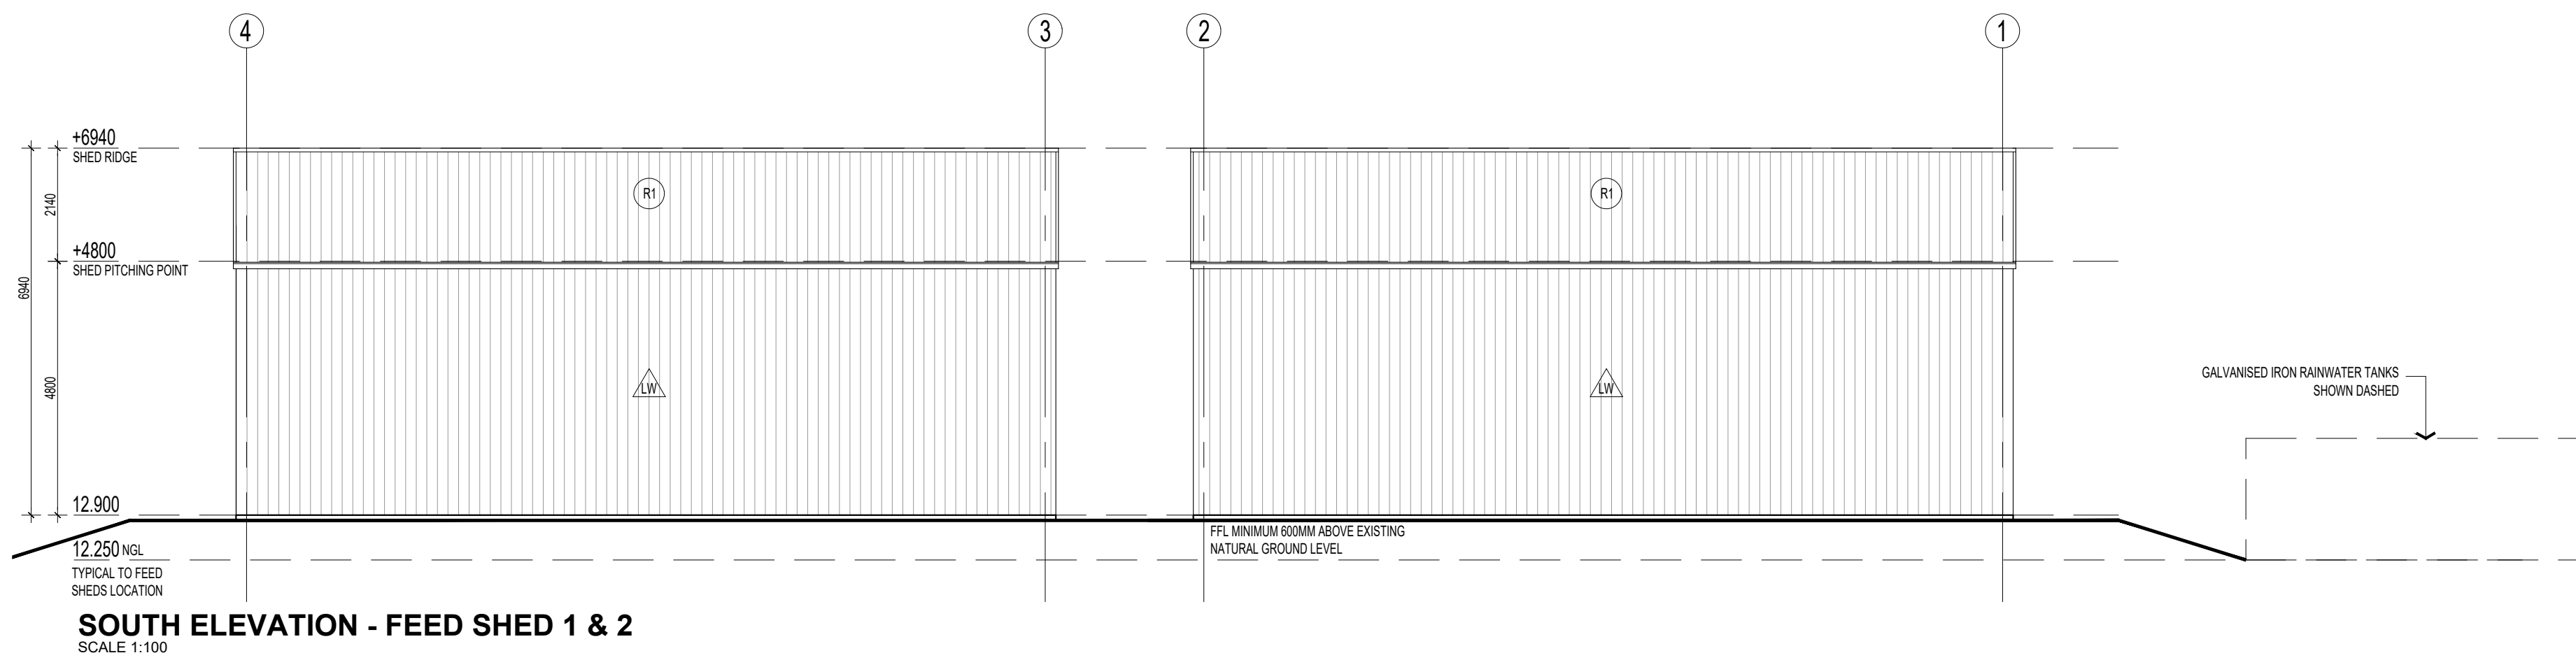 4
3
2
1
+6940
SHED RIDGE
2140
R1
R1
+4800
SHED PITCHING POINT
6940
4800
LW
LW
GALVANISED IRON RAINWATER TANKS
SHOWN DASHED
12.900
FFL MINIMUM 600MM ABOVE EXISTING
NATURAL GROUND LEVEL
12.250 NGL
TYPICAL TO FEED
SHEDS LOCATION
SOUTH ELEVATION - FEED SHED 1 & 2
SCALE 1:100